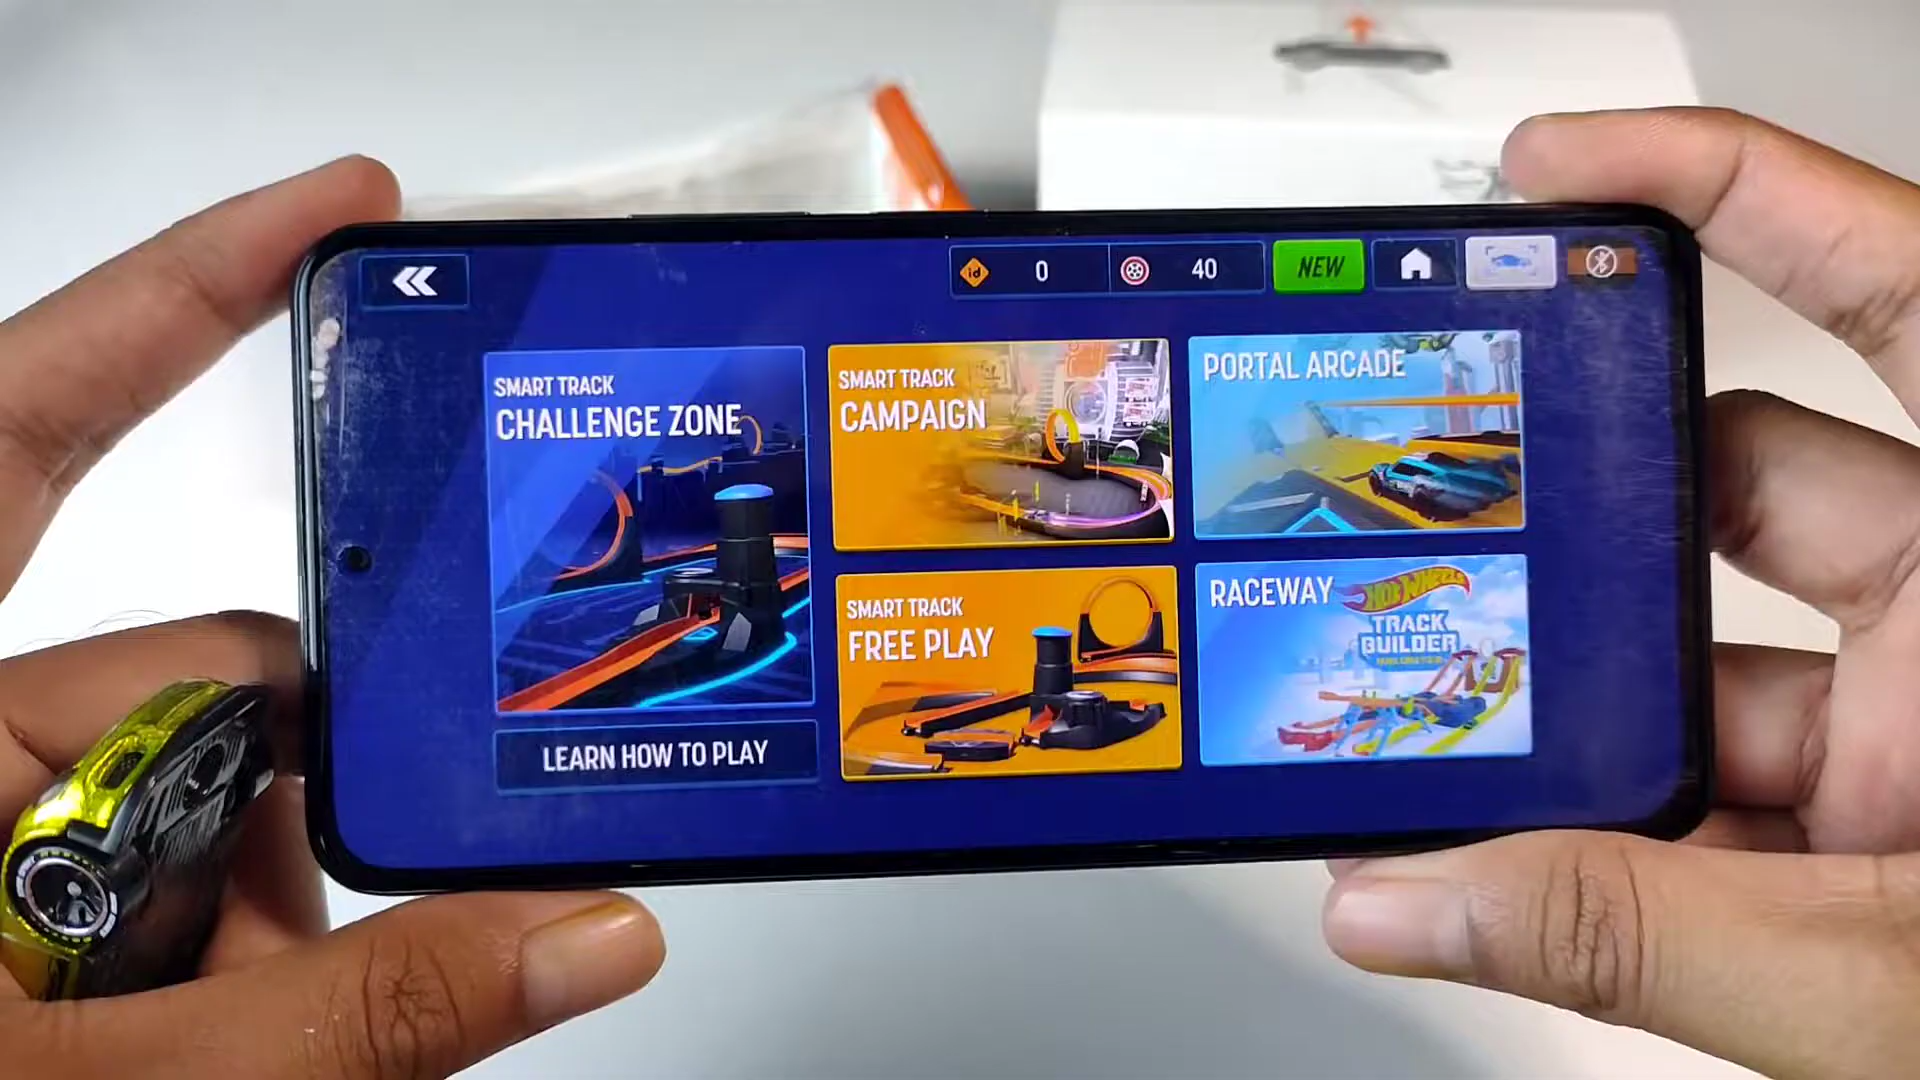 id 0
40
NEW
SMART TRACK
CHALLENGE ZONE
LEARN HOW TO PLAY
SMART TRACK
CAMPAIGN
SMART TRACK
FREE PLAY
PORTAL ARCADE
RACEWAY
HOT WHEELS
TRACK
BUILDER